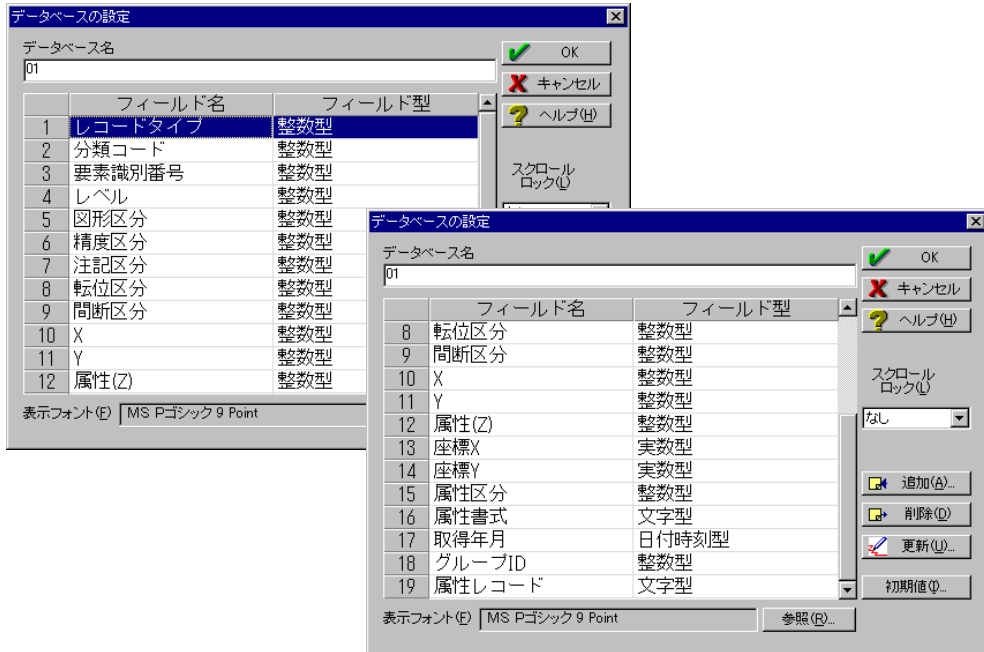 データベースの設定
データベース名
01
OK
キャンセル
ヘルプ(H)
フィールド名 フィールド型
1 レコードタイプ 整数型
2 分類コード 整数型
3 要素識別番号 整数型
4 レベル 整数型
5 図形区分 整数型
6 精度区分 整数型
7 注記区分 整数型
8 転位区分 整数型
9 間断区分 整数型
10 X 整数型
11 Y 整数型
12 属性(Z) 整数型
スクロール
ロック(L)
表示フォント(F) MS Pゴシック 9 Point
データベースの設定
データベース名
01
OK
キャンセル
ヘルプ(H)
フィールド名 フィールド型
8 転位区分 整数型
9 間断区分 整数型
10 X 整数型
11 Y 整数型
12 属性(Z) 整数型
13 座標X 実数型
14 座標Y 実数型
15 属性区分 整数型
16 属性書式 文字型
17 取得年月 日付時刻型
18 グループID 整数型
19 属性レコード 文字型
スクロール
ロック(L)
なし
追加(A)...
削除(D)
更新(U)...
初期値(I)...
表示フォント(F) MS Pゴシック 9 Point 参照(R)...